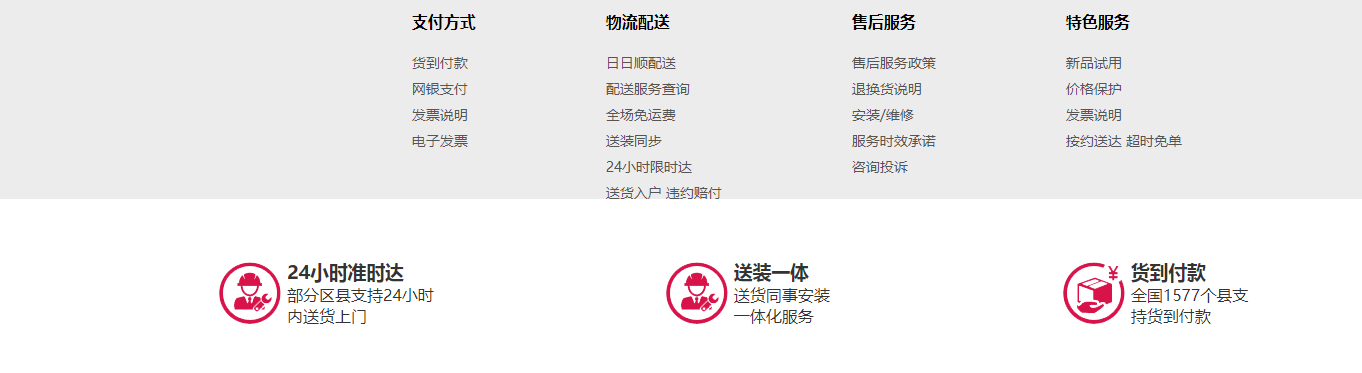 支付方式
货到付款
网银支付
发票说明
电子发票
物流配送
日日顺配送
配送服务查询
全场免运费
送装同步
24小时限时达
送货入户 违约赔付
售后服务
售后服务政策
退换货说明
安装/维修
服务时效承诺
咨询投诉
特色服务
新品试用
价格保护
发票说明
按约送达 超时免单
24小时准时达
部分区县支持24小时
内送货上门
送装一体
送货同事安装
一体化服务
货到付款
全国1577个县支
持货到付款